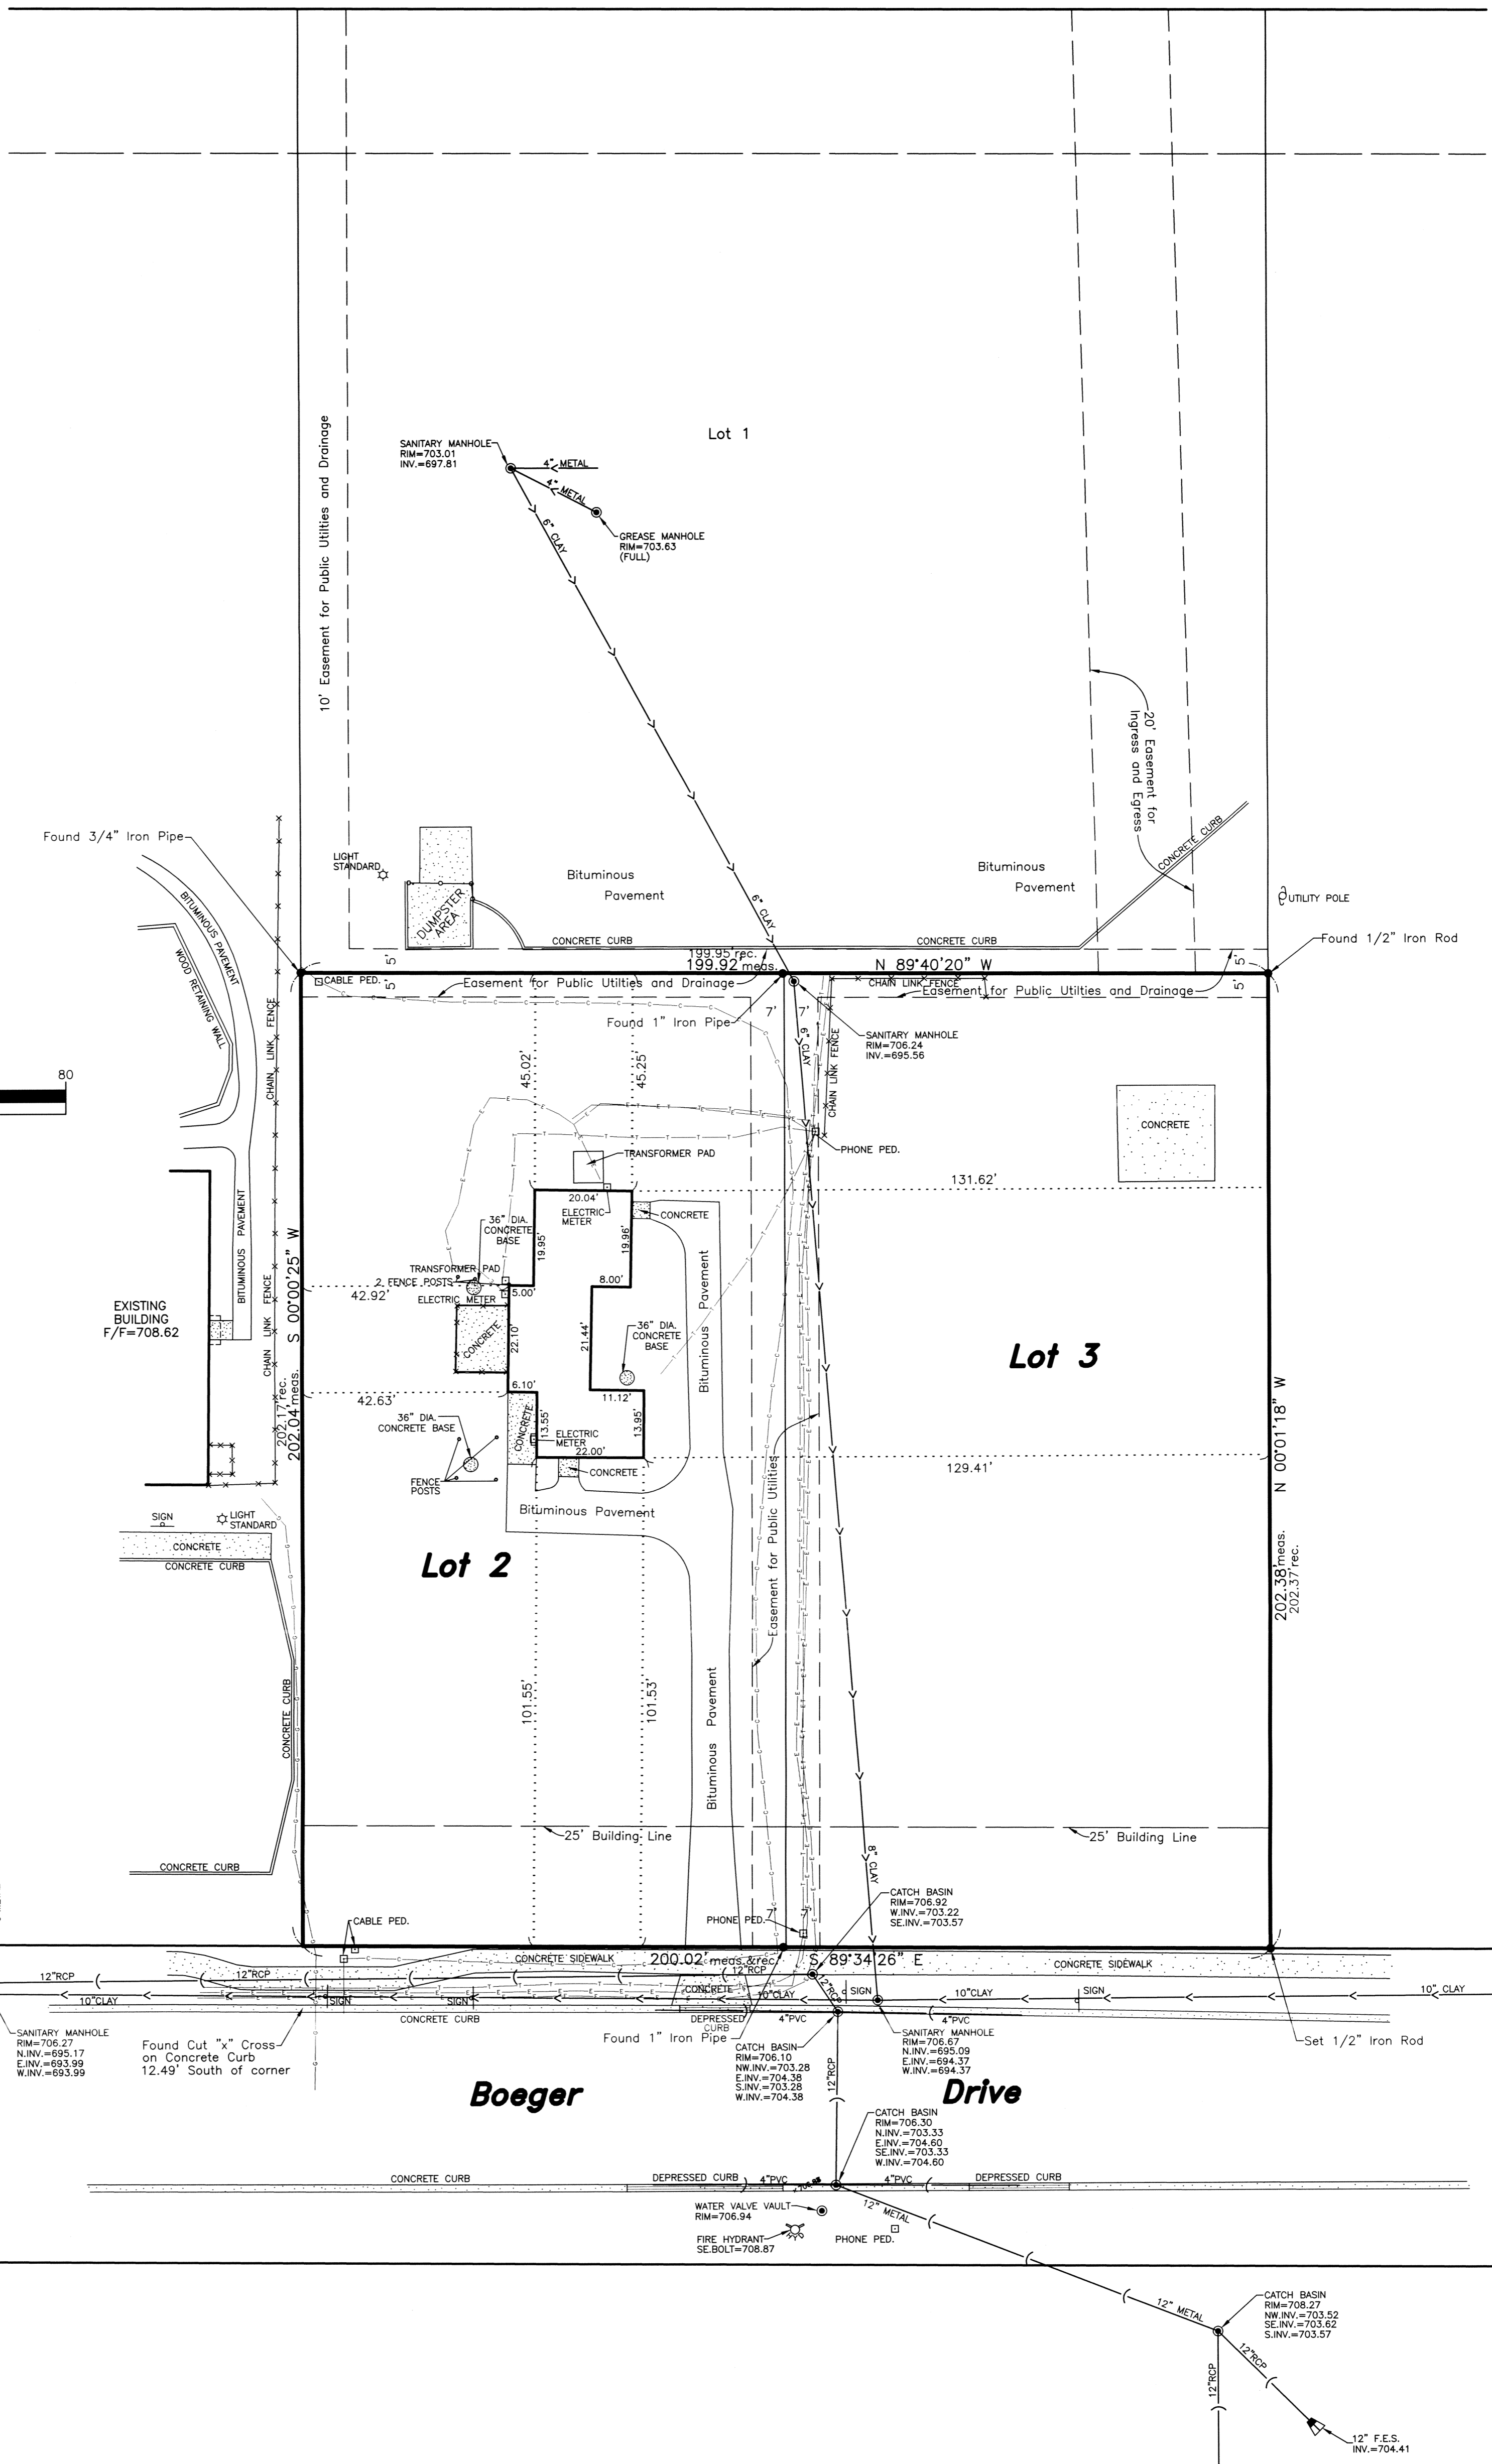 Lot 1
10' Easement for Public Utilties and Drainage
SANITARY MANHOLE
RIM=703.01
INV.=697.81
4" METAL
4" METAL
6" CLAY
GREASE MANHOLE
RIM=703.63
(FULL)
20' Easement for
Ingress and Egress
CONCRETE CURB
Found 3/4" Iron Pipe
LIGHT
STANDARD
DUMPSTER
AREA
Bituminous
Pavement
Bituminous
Pavement
6" CLAY
UTILITY POLE
CONCRETE CURB
CONCRETE CURB
Found 1/2" Iron Rod
BITUMINOUS PAVEMENT
WOOD RETAINING WALL
5'
5'
199.95'rec.
199.92'meas.
N 89°40'20" W
5'
5'
CABLE PED.
Easement for Public Utilties and Drainage
CHAIN LINK FENCE
Easement for Public Utilties and Drainage
Found 1" Iron Pipe
7'
7'
6" CLAY
SANITARY MANHOLE
RIM=706.24
INV.=695.56
CHAIN LINK FENCE
CHAIN LINK FENCE
80
45.02'
45.25'
CONCRETE
TRANSFORMER PAD
PHONE PED.
131.62'
20.04'
ELECTRIC
METER
CONCRETE
36" DIA.
CONCRETE
BASE
19.95'
19.96'
BITUMINOUS PAVEMENT
S 00°00'25" W
TRANSFORMER PAD
2 FENCE POSTS
5.00'
8.00'
42.92'
ELECTRIC METER
Bituminous Pavement
EXISTING
BUILDING
F/F=708.62
CHAIN LINK FENCE
CONCRETE
22.10'
21.44'
36" DIA.
CONCRETE
BASE
Lot 3
6.10'
11.12'
42.63'
202.17'rec.
202.04'meas.
36" DIA.
CONCRETE BASE
CONCRETE
13.55'
13.95'
ELECTRIC
METER
22.00'
CONCRETE
FENCE
POSTS
129.41'
N 00°01'18" W
202.38'meas.
202.37'rec.
Easement for Public Utilities
Bituminous Pavement
SIGN
LIGHT
STANDARD
CONCRETE
CONCRETE CURB
Lot 2
CONCRETE CURB
101.55'
101.53'
Bituminous Pavement
25' Building Line
25' Building Line
CONCRETE CURB
8" CLAY
CATCH BASIN
RIM=706.92
W.INV.=703.22
SE.INV.=703.57
CABLE PED.
PHONE PED.
7'
7'
CONCRETE SIDEWALK
200.02'meas.&rec.
S 89°34'26" E
CONCRETE SIDEWALK
12"RCP
12"RCP
12"RCP
12"RCP
10"CLAY
SIGN
SIGN
CONCRETE
10"CLAY
SIGN
10"CLAY
SIGN
10" CLAY
CONCRETE CURB
DEPRESSED
CURB
4"PVC
4"PVC
SANITARY MANHOLE
RIM=706.27
N.INV.=695.17
E.INV.=693.99
W.INV.=693.99
Found Cut "x" Cross
on Concrete Curb
12.49' South of corner
Found 1" Iron Pipe
CATCH BASIN
RIM=706.10
NW.INV.=703.28
E.INV.=704.38
S.INV.=703.28
W.INV.=704.38
12"RCP
SANITARY MANHOLE
RIM=706.67
N.INV.=695.09
E.INV.=694.37
W.INV.=694.37
Set 1/2" Iron Rod
Boeger Drive
CATCH BASIN
RIM=706.30
N.INV.=703.33
E.INV.=704.60
SE.INV.=703.33
W.INV.=704.60
CONCRETE CURB
DEPRESSED CURB
4"PVC
4"PVC
DEPRESSED CURB
WATER VALVE VAULT
RIM=706.94
12" METAL
FIRE HYDRANT
SE.BOLT=708.87
PHONE PED.
12" METAL
CATCH BASIN
RIM=708.27
NW.INV.=703.52
SE.INV.=703.62
S.INV.=703.57
12"RCP
12"RCP
12" F.E.S.
INV.=704.41